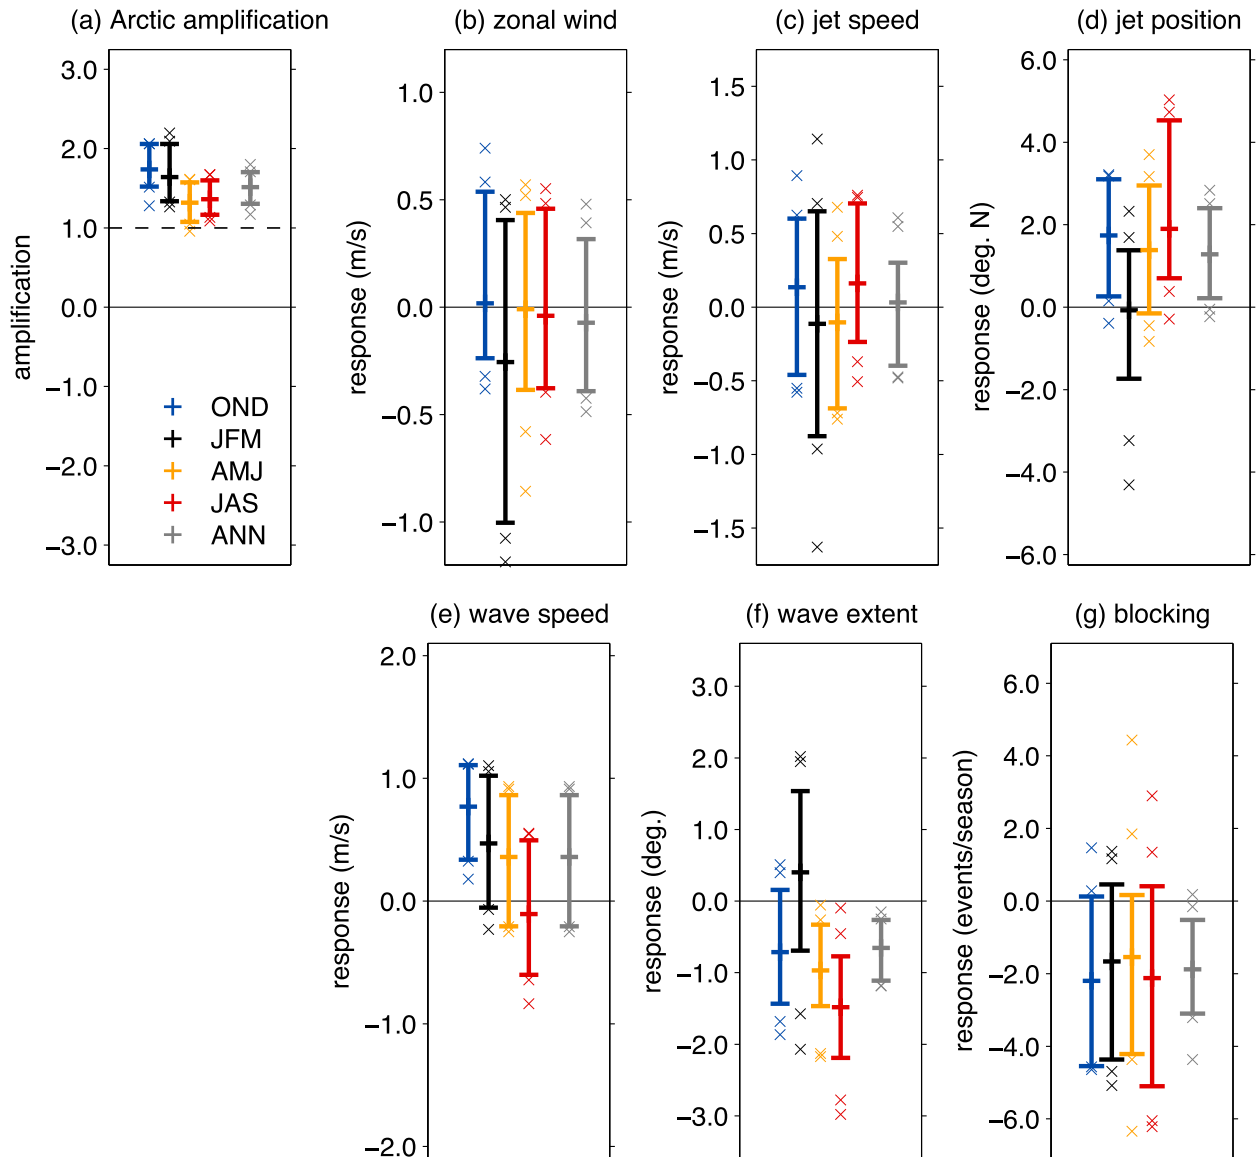 (a) Arctic amplification
(b) zonal wind
(c) jet speed
(d) jet position
amplification
3.0
2.0
1.0
0.0
−1.0
−2.0
−3.0
OND
JFM
AMJ
JAS
ANN
response (m/s)
1.0
0.5
0.0
−0.5
−1.0
response (m/s)
1.5
1.0
0.5
0.0
−0.5
−1.0
−1.5
response (deg. N)
6.0
4.0
2.0
0.0
−2.0
−4.0
−6.0
(e) wave speed
(f) wave extent
(g) blocking
response (m/s)
2.0
1.0
0.0
−1.0
−2.0
response (deg.)
3.0
2.0
1.0
0.0
−1.0
−2.0
−3.0
response (events/season)
6.0
4.0
2.0
0.0
−2.0
−4.0
−6.0